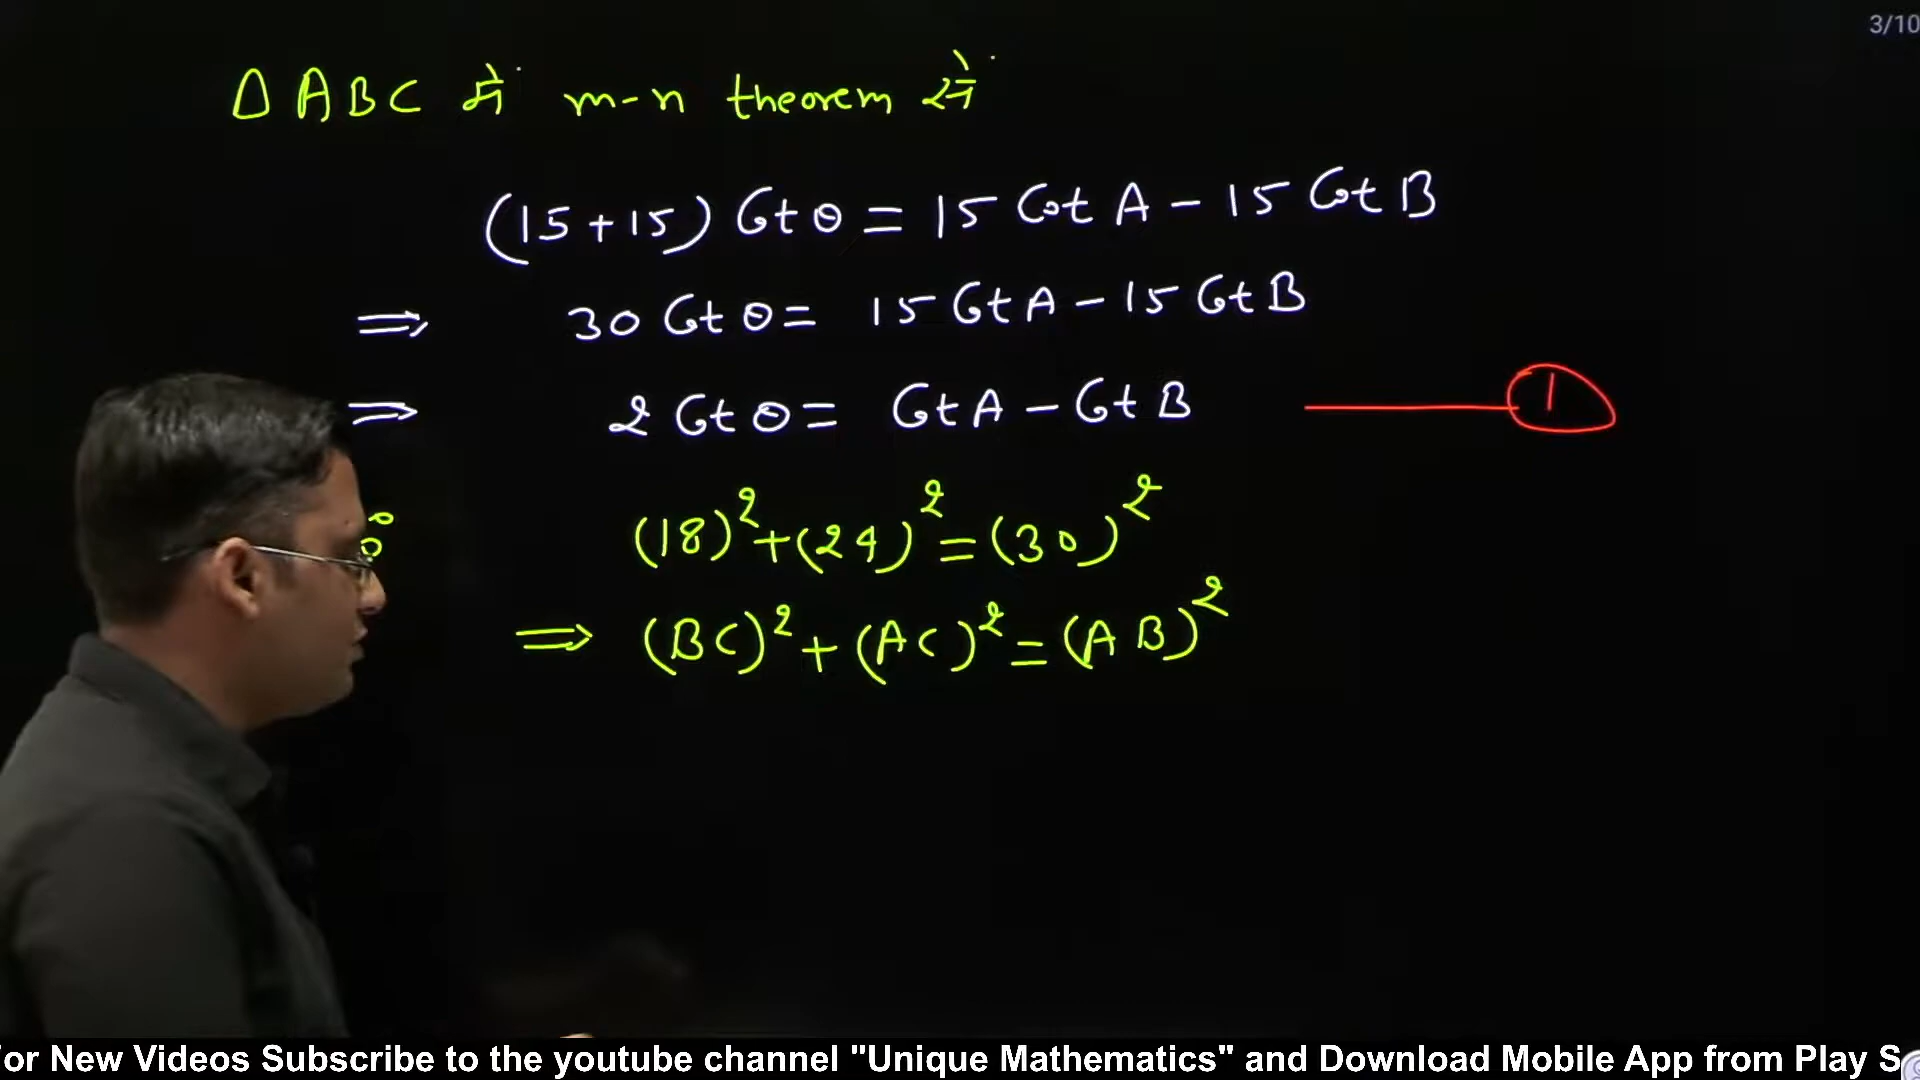 3/10
Δ ABC में m-n theorem से
(15+15) Cot θ = 15 Cot A - 15 Cot B
⇒ 30 Cot θ = 15 Cot A - 15 Cot B
⇒ 2 Cot θ = Cot A - Cot B ——— ①
(18)² + (24)² = (30)²
⇒ (BC)² + (AC)² = (AB)²
or New Videos Subscribe to the youtube channel "Unique Mathematics" and Download Mobile App from Play S